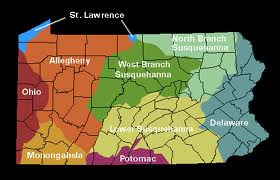 St. Lawrence
North Branch
Susquehanna
Allegheny
West Branch
Susquehanna
Ohio
Lower Susquehanna
Delaware
Monongahela
Potomac